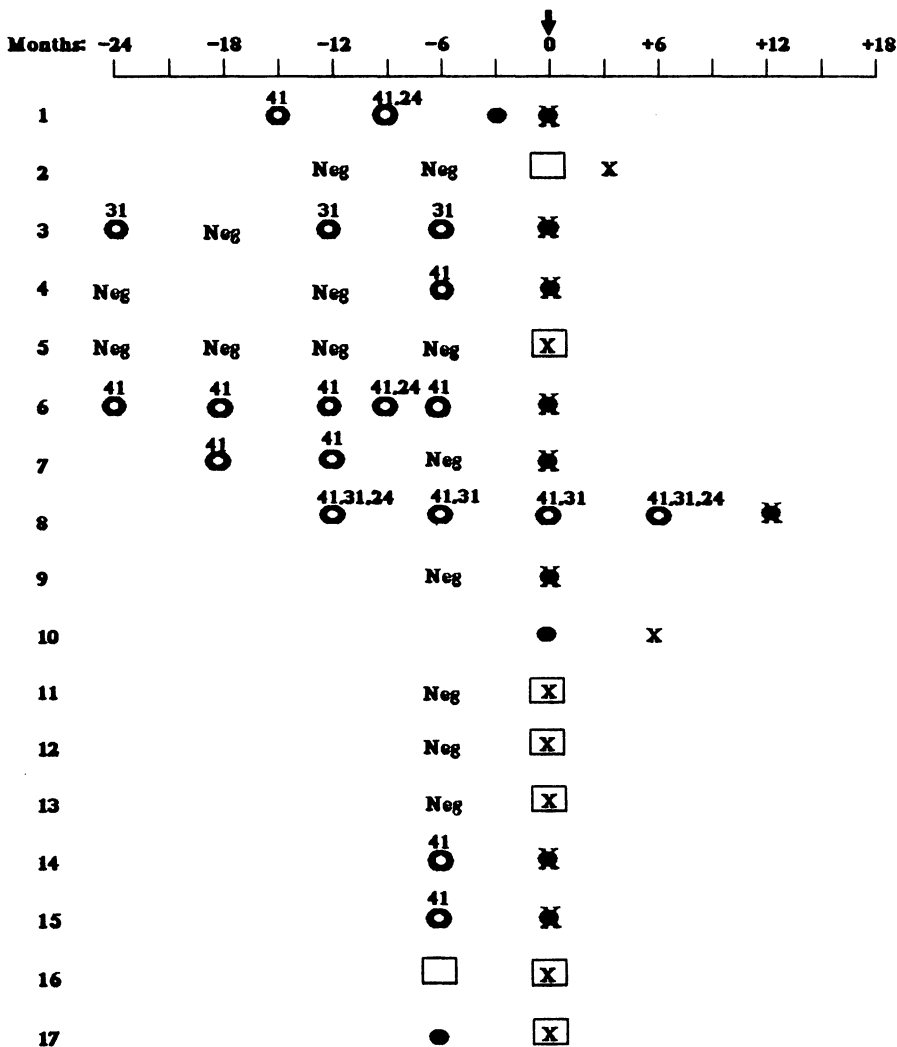 Months: -24 -18 -12 -6 0 +6 +12 +18
41 41,24
1 X
2 Neg Neg X
31 31 31
3 Neg X
41
4 Neg Neg X
5 Neg Neg Neg Neg X
41 41 41 41,24 41
6 X
41 41
7 Neg X
41,31,24 41,31 41,31 41,31,24
8 X
9 Neg X
10 X
11 Neg X
12 Neg X
13 Neg X
41
14 X
41
15 X
16 X
17 X